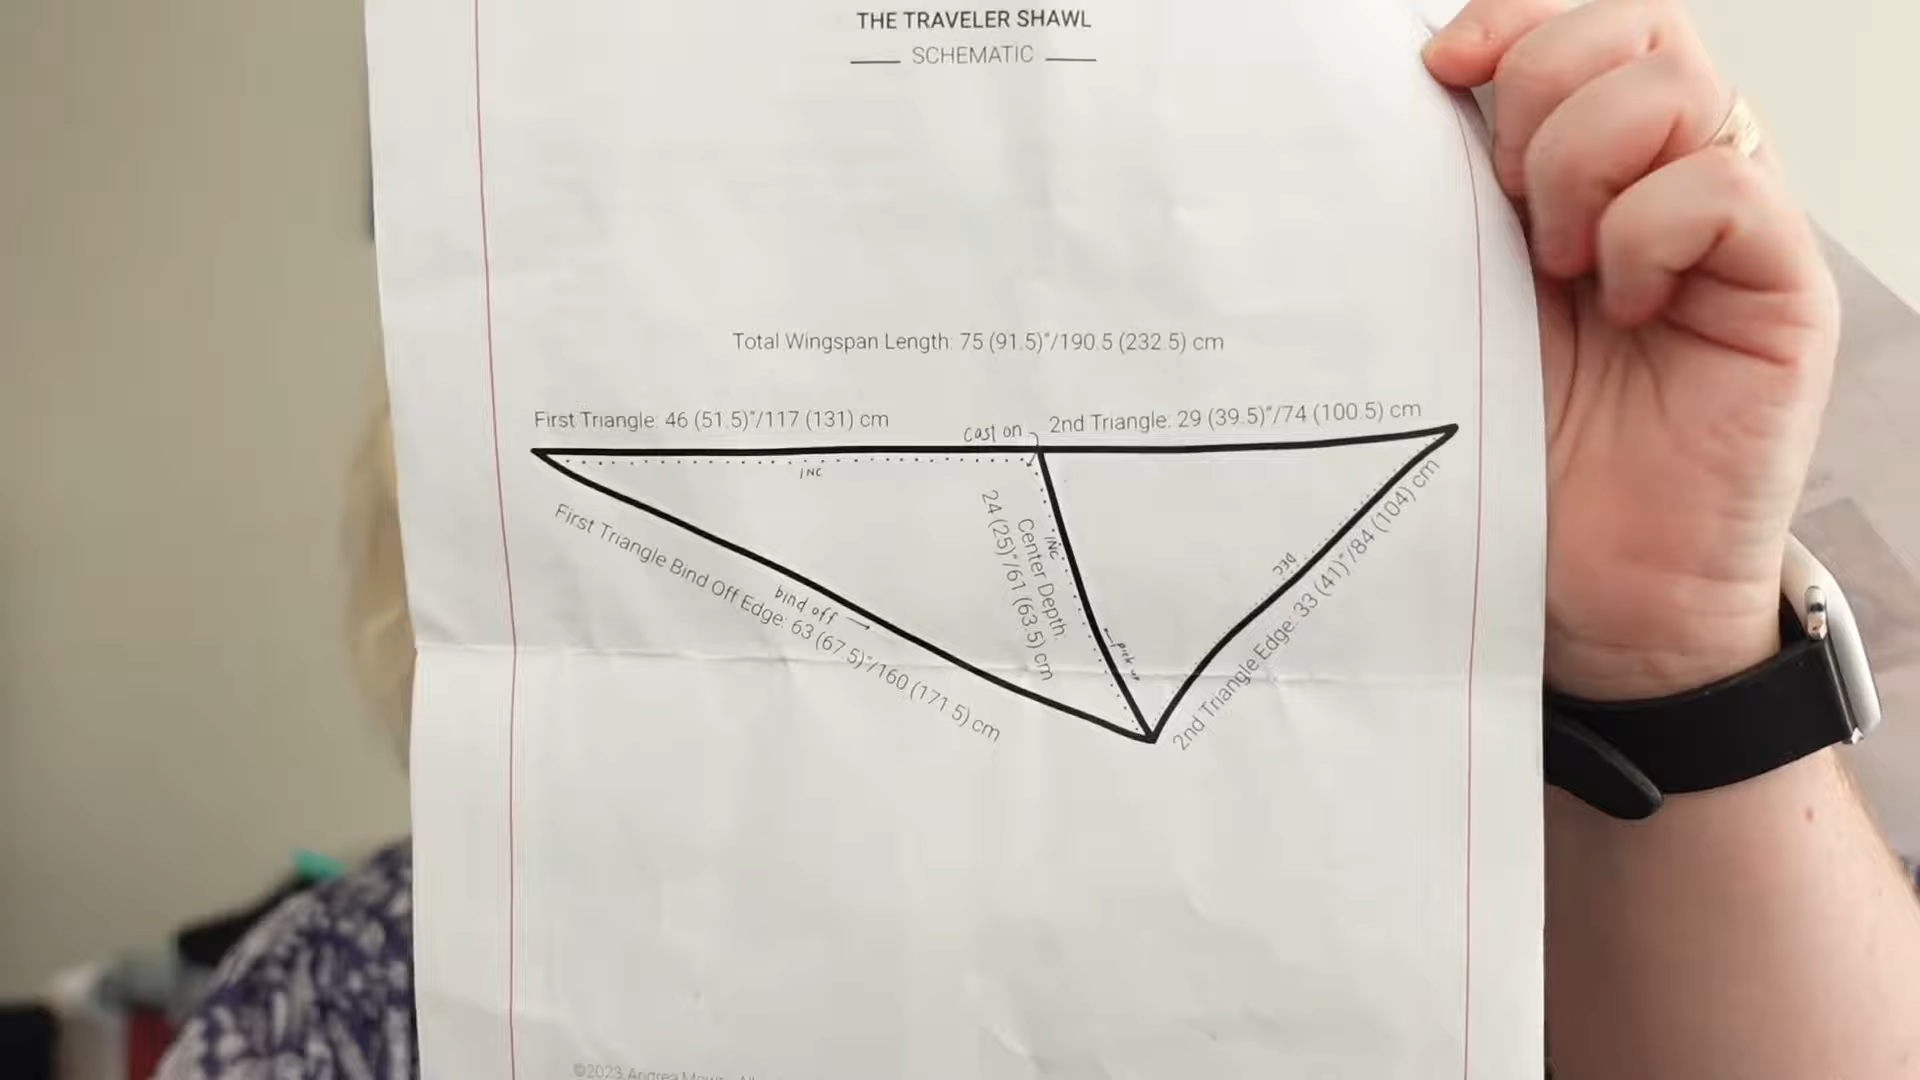 THE TRAVELER SHAWL
SCHEMATIC
Total Wingspan Length: 75 (91.5)"/190.5 (232.5) cm
First Triangle: 46 (51.5)"/117 (131) cm
cast on
2nd Triangle: 29 (39.5)"/74 (100.5) cm
INC
Center Depth:
24 (25)"/61 (63.5) cm
INC
pick up
DEC
2nd Triangle Edge: 33 (41)"/84 (104) cm
bind off
First Triangle Bind Off Edge: 63 (67.5)"/160 (171.5) cm
©2023 Andrea